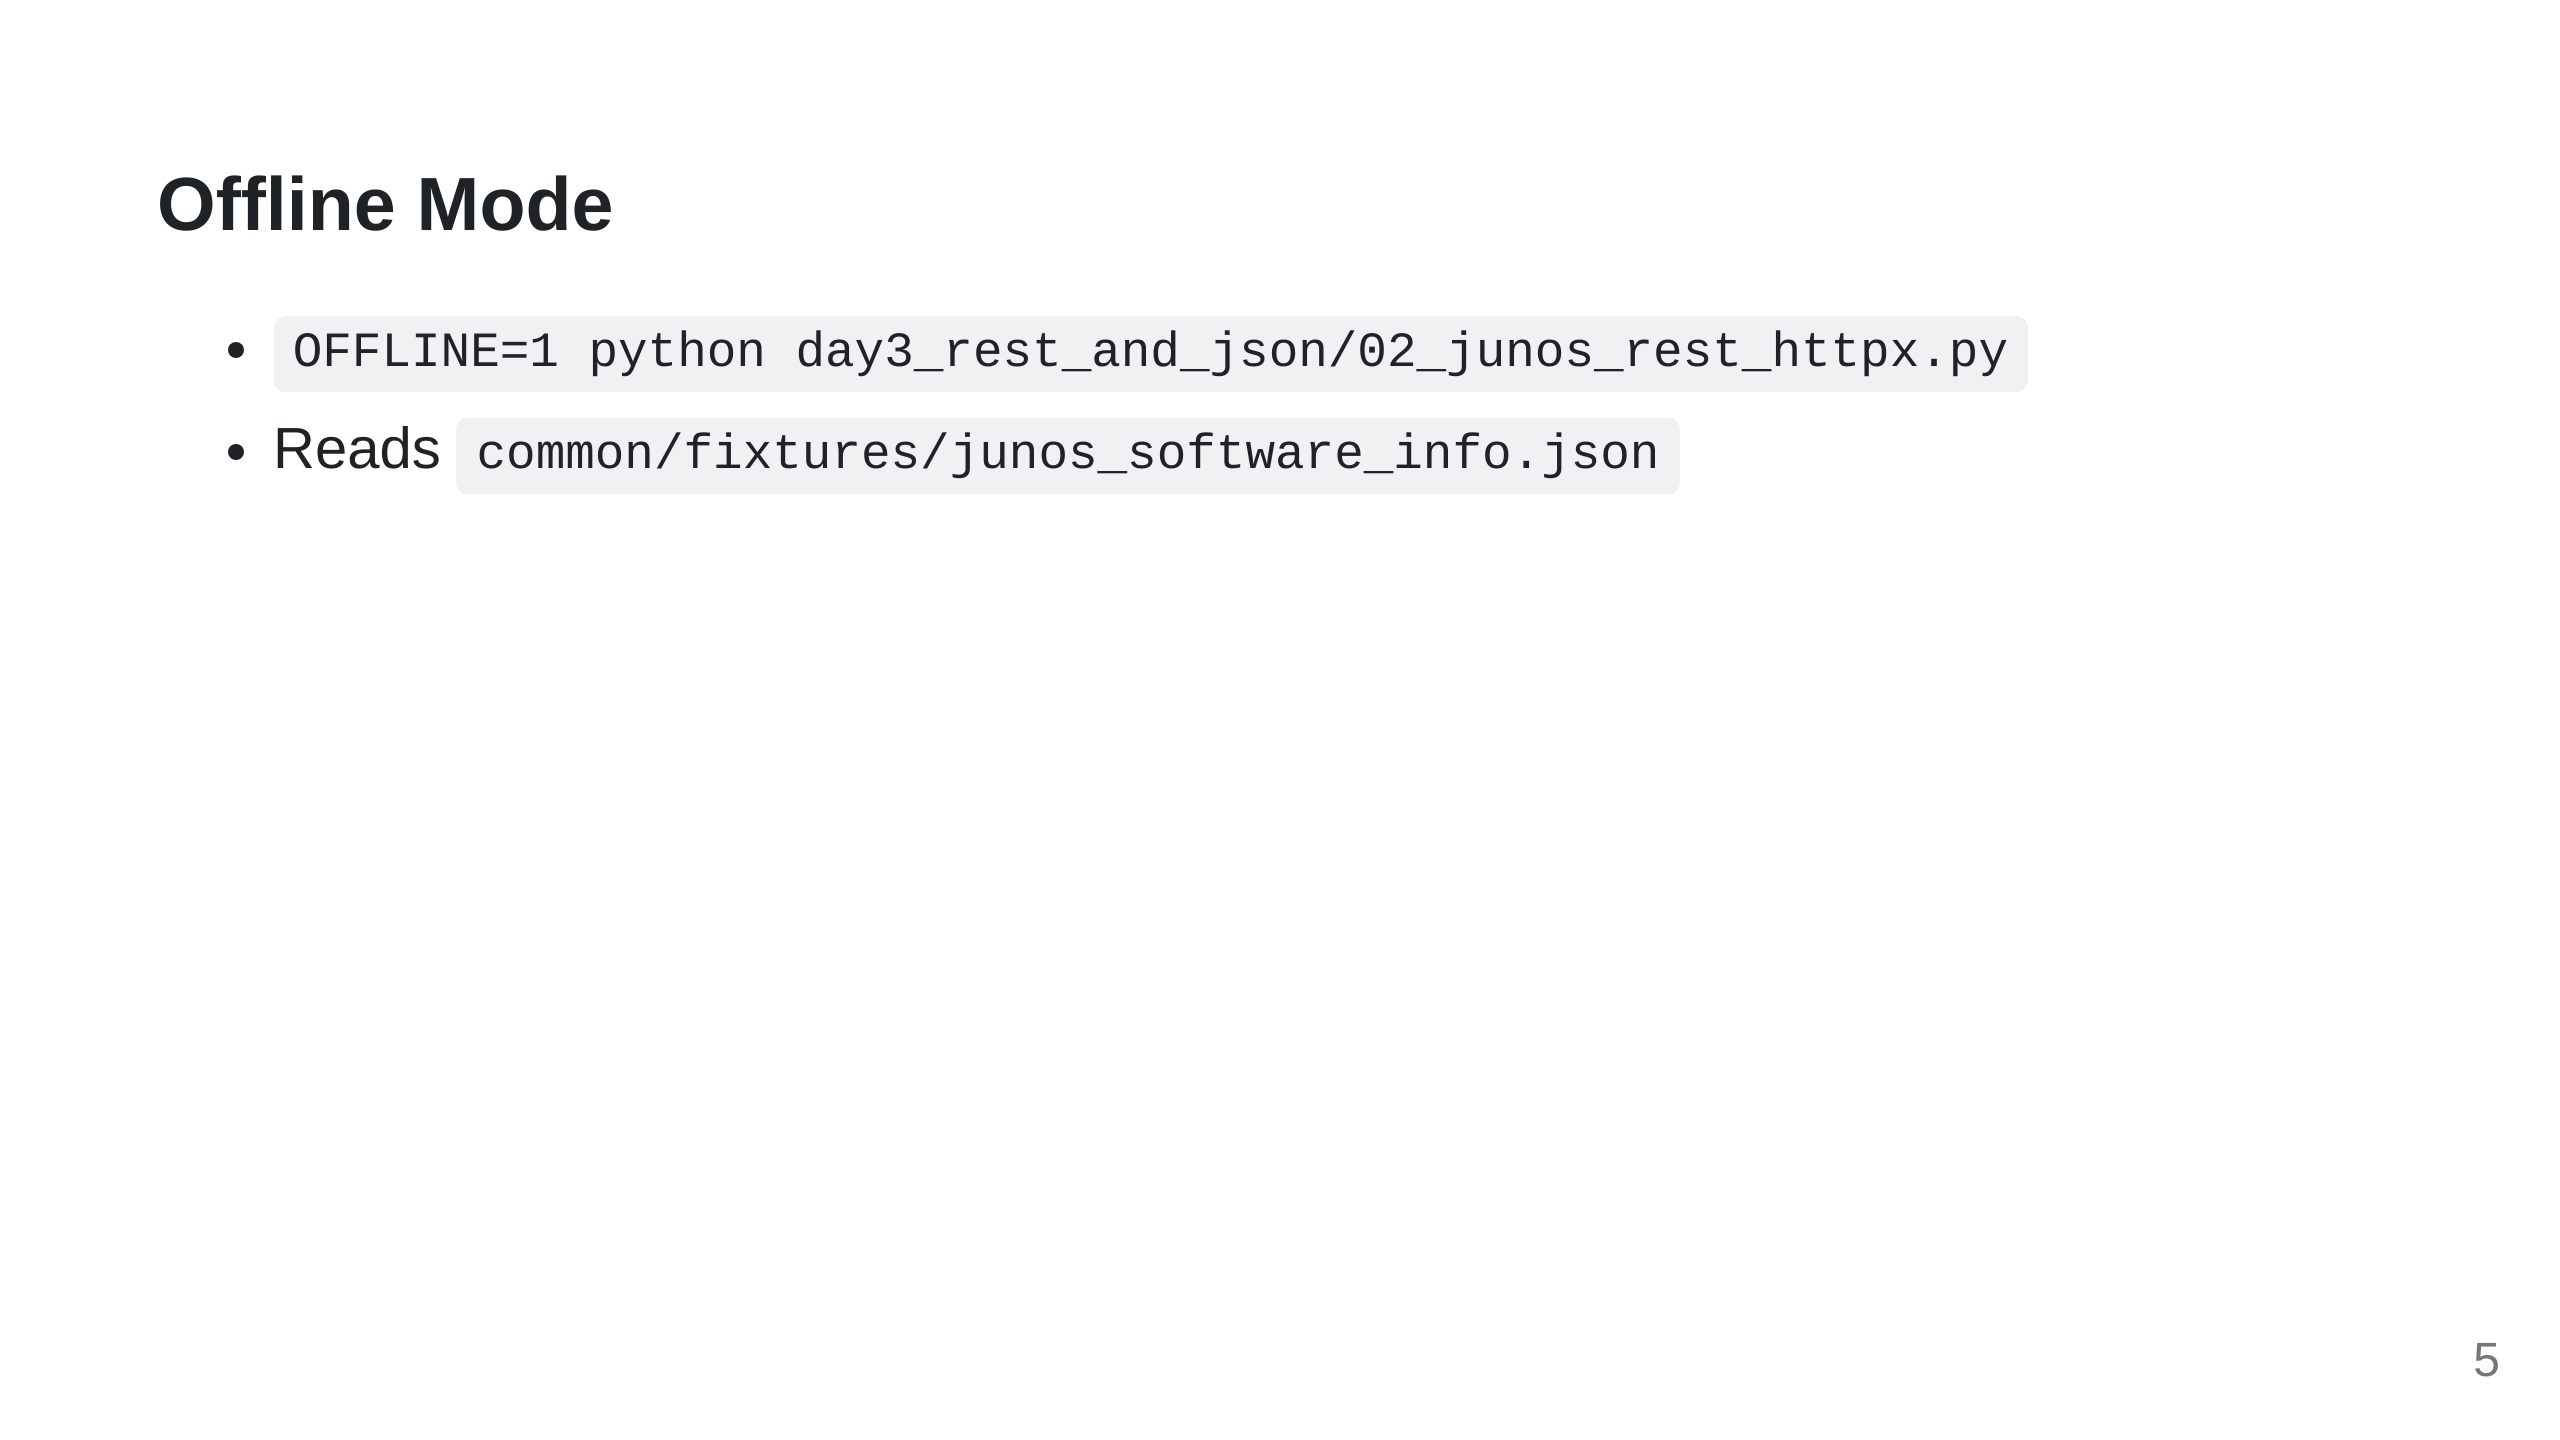 Offline Mode
• OFFLINE=1 python day3_rest_and_json/02_junos_rest_httpx.py
• Reads common/fixtures/junos_software_info.json
5